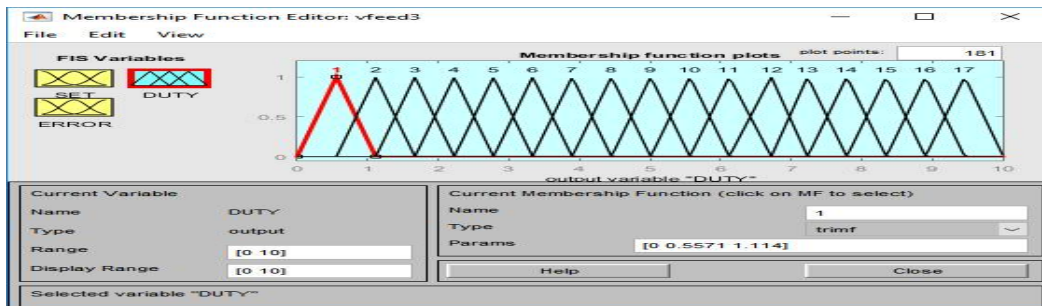 Membership Function Editor: vfeed3
File Edit View
FIS Variables
SET
DUTY
ERROR
Membership function plots
plot points:
181
1 2 3 4 5 6 7 8 9 10 11 12 13 14 15 16 17
1
0.5
0
0 1 2 3 4 5 6 7 8 9 10
output variable "DUTY"
Current Variable
Name DUTY
Type output
Range [0 10]
Display Range [0 10]
Current Membership Function (click on MF to select)
Name 1
Type trimf
Params [0 0.5571 1.114]
Help Close
Selected variable "DUTY"